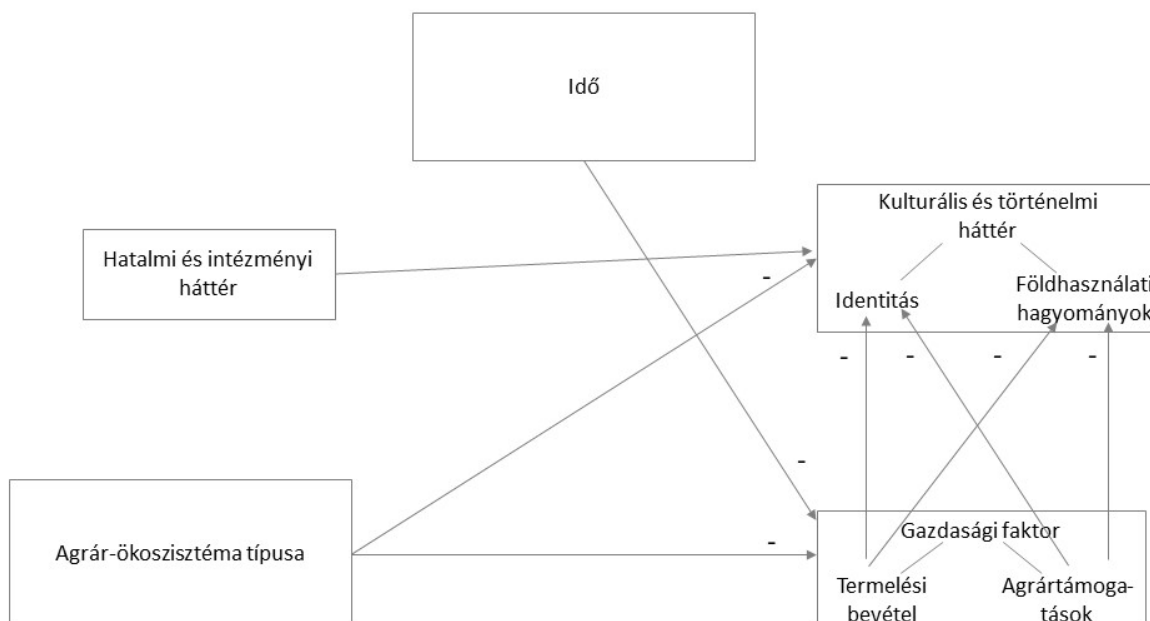 Idő
Kulturális és történelmi
háttér
Hatalmi és intézményi
háttér
-
Identitás
Földhasználati
hagyományok
- - - -
-
Agrár-ökoszisztéma típusa
-
Gazdasági faktor
Termelési
bevétel
Agrártámoga-
tások